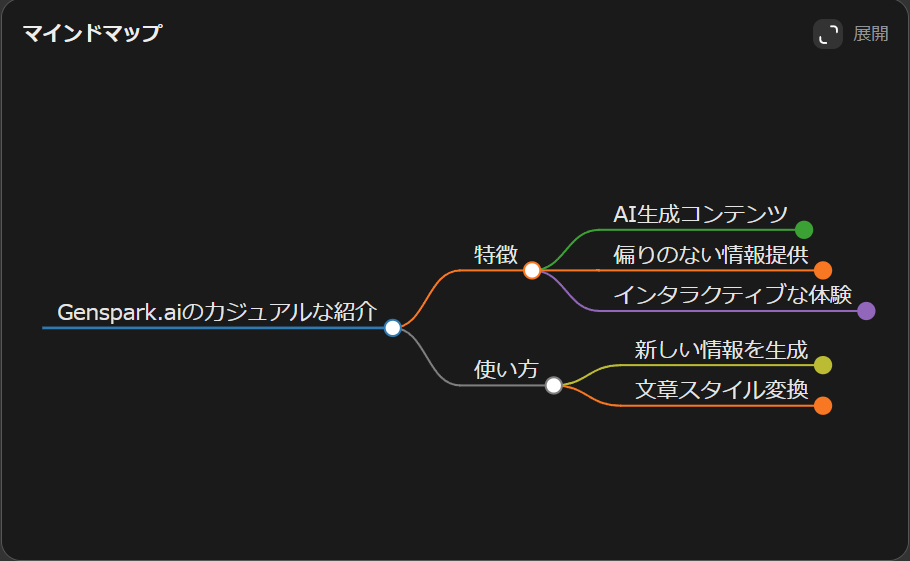 マインドマップ
展開
Genspark.aiのカジュアルな紹介
特徴
AI生成コンテンツ
偏りのない情報提供
インタラクティブな体験
使い方
新しい情報を生成
文章スタイル変換